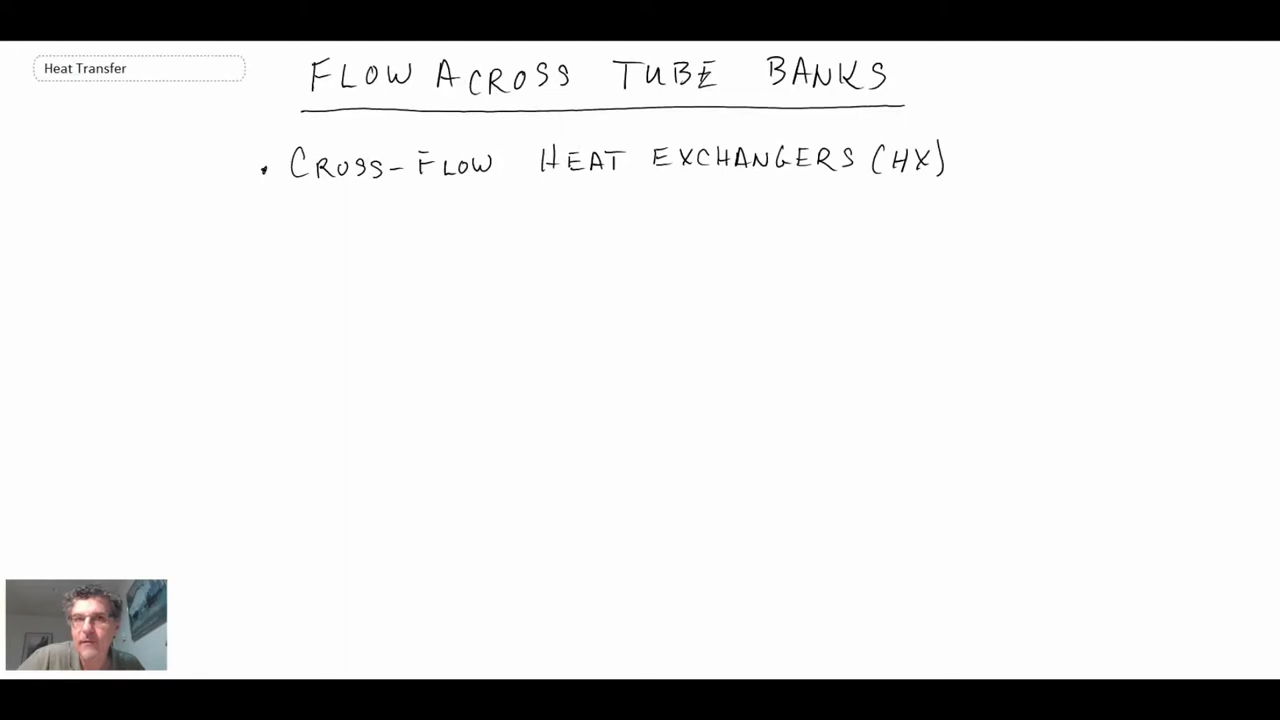 Heat Transfer
FLOW ACROSS TUBE BANKS
• CROSS-FLOW HEAT EXCHANGERS (HX)